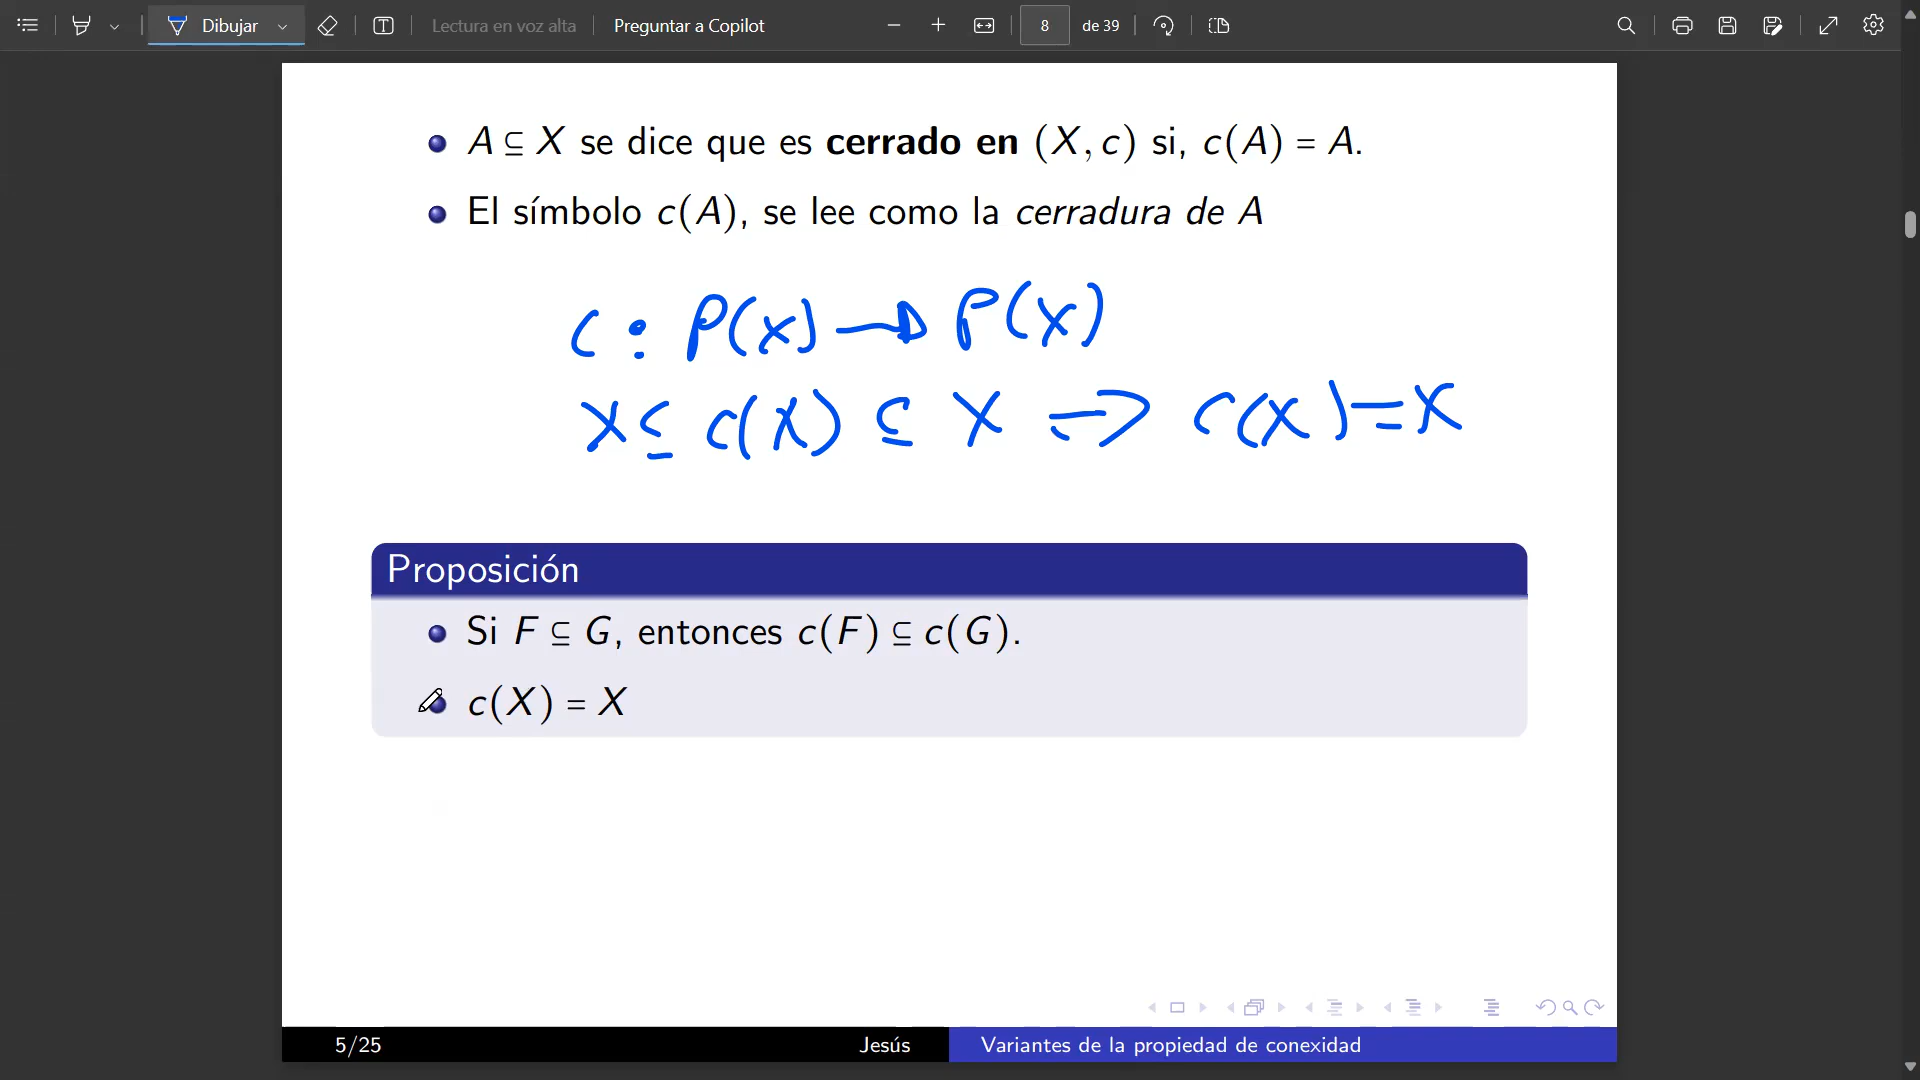 Dibujar Lectura en voz alta Preguntar a Copilot 8 de 39
A ⊆ X se dice que es cerrado en (X, c) si, c(A) = A.
El símbolo c(A), se lee como la cerradura de A
c : P(x) → P(x)
X ⊆ c(X) ⊆ X ⇒ c(X) = X
Proposición
Si F ⊆ G, entonces c(F) ⊆ c(G).
c(X) = X
5/25 Jesús Variantes de la propiedad de conexidad